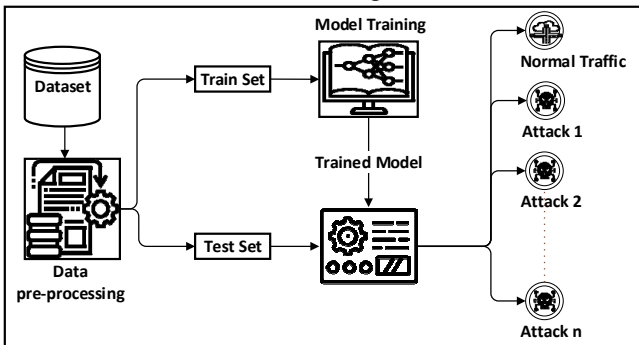 Model Training
Dataset
Train Set
Normal Traffic
Attack 1
Trained Model
Attack 2
Test Set
Data
pre-processing
Attack n